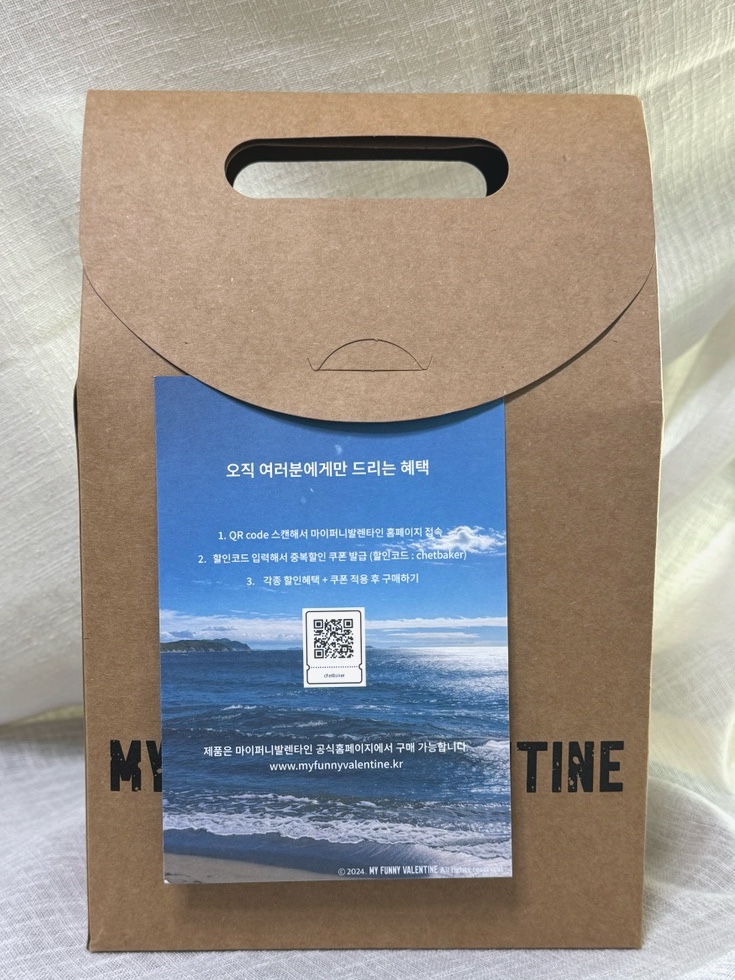 오직 여러분에게만 드리는 혜택
1. QR code 스캔해서 마이퍼니발렌타인 홈페이지 접속
2. 할인코드 입력해서 중복할인 쿠폰 발급 (할인코드 : chetbaker)
3. 각종 할인혜택 + 쿠폰 적용 후 구매하기
chetbaker
MY TINE
제품은 마이퍼니발렌타인 공식홈페이지에서 구매 가능합니다.
www.myfunnyvalentine.kr
© 2024. MY FUNNY VALENTINE All rights reserved.